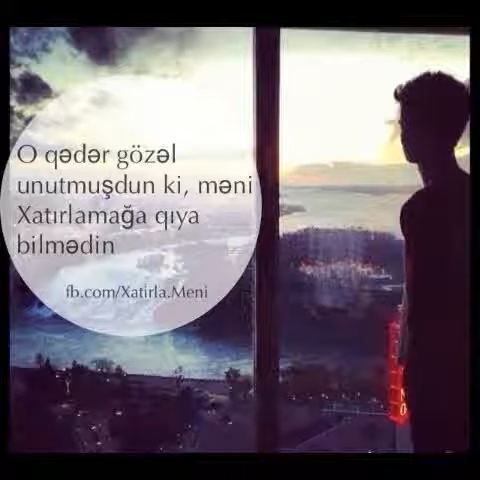 O qədər gözəl
unutmuşdun ki, məni
Xatırlamağa qıya
bilmədin
fb.com/Xatirla.Meni